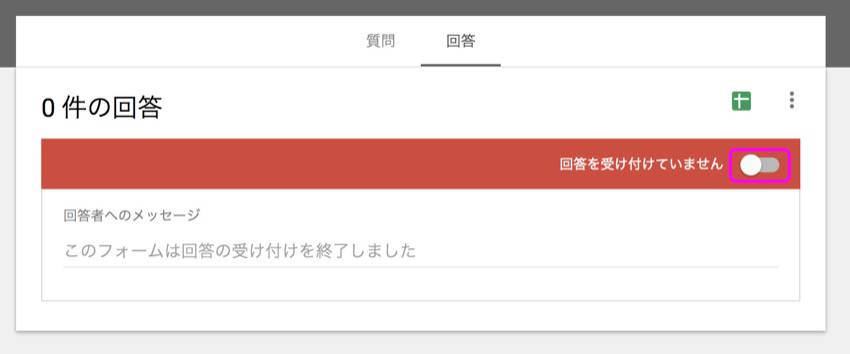 質問 回答
0 件の回答
回答を受け付けていません
回答者へのメッセージ
このフォームは回答の受け付けを終了しました